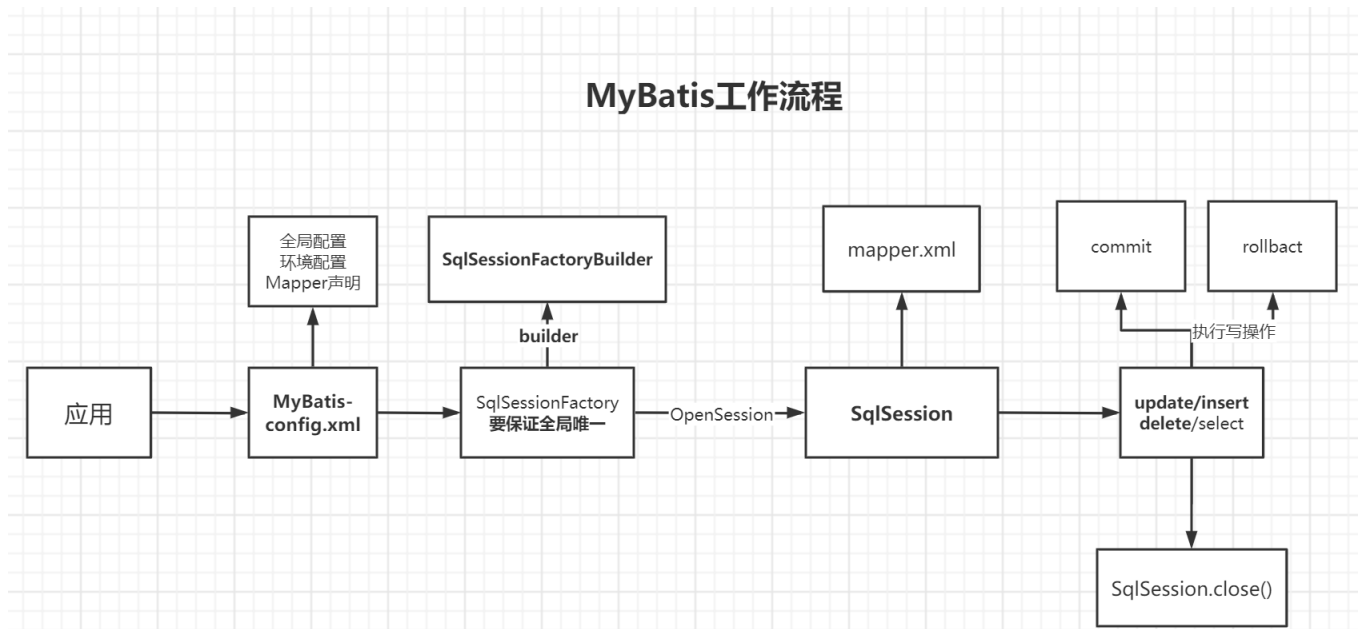 MyBatis工作流程
全局配置
环境配置
Mapper声明
SqlSessionFactoryBuilder
mapper.xml
commit
rollbact
builder
执行写操作
应用
MyBatis-
config.xml
SqlSessionFactory
要保证全局唯一
OpenSession
SqlSession
update/insert
delete/select
SqlSession.close()